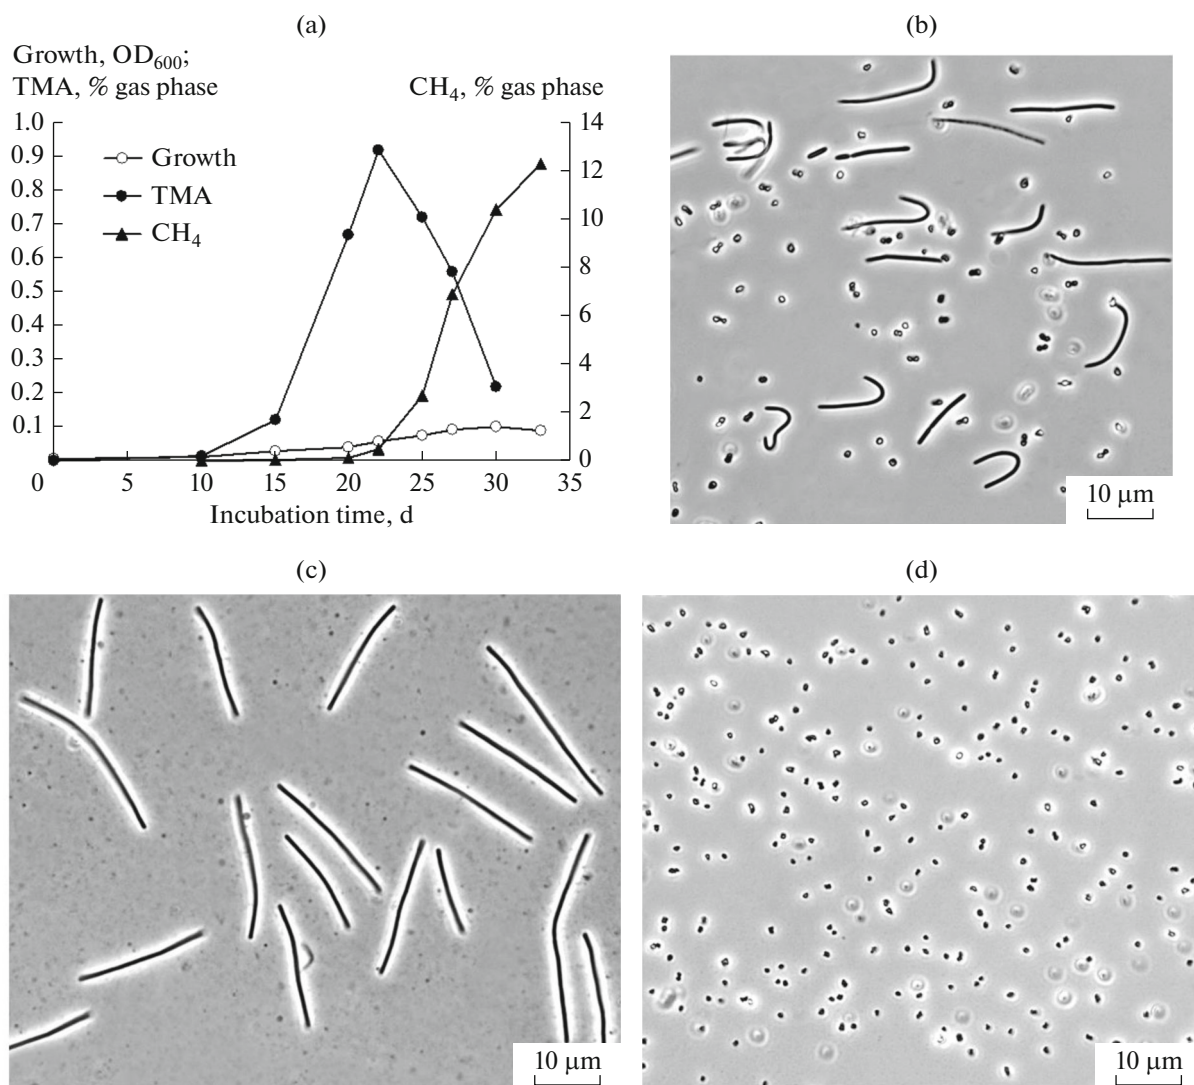 (a)
Growth, OD600;
TMA, % gas phase
CH4, % gas phase
1.0
0.9
0.8
0.7
0.6
0.5
0.4
0.3
0.2
0.1
0
Growth
TMA
CH4
14
12
10
8
6
4
2
0
5 10 15 20 25 30 35
Incubation time, d
(b)
10 μm
(c)
10 μm
(d)
10 μm